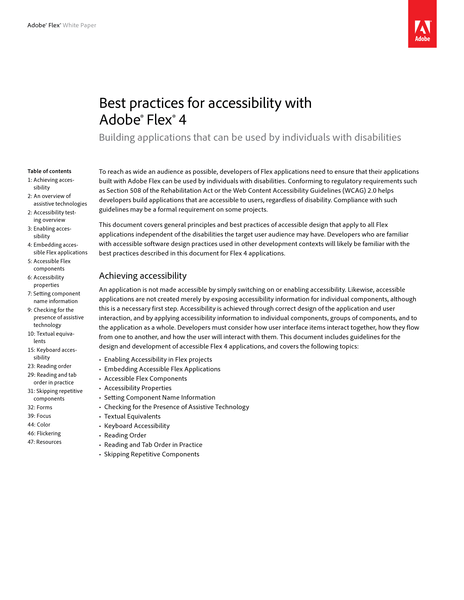 Adobe® Flex® White Paper
Adobe
Best practices for accessibility with
Adobe® Flex® 4
Building applications that can be used by individuals with disabilities
Table of contents
1: Achieving acces-
sibility
2: An overview of
assistive technologies
2: Accessibility test-
ing overview
3: Enabling acces-
sibility
4: Embedding acces-
sible Flex applications
5: Accessible Flex
components
6: Accessibility
properties
7: Setting component
name information
9: Checking for the
presence of assistive
technology
10: Textual equiva-
lents
15: Keyboard acces-
sibility
23: Reading order
29: Reading and tab
order in practice
31: Skipping repetitive
components
32: Forms
39: Focus
44: Color
46: Flickering
47: Resources
To reach as wide an audience as possible, developers of Flex applications need to ensure that their applications
built with Adobe Flex can be used by individuals with disabilities. Conforming to regulatory requirements such
as Section 508 of the Rehabilitation Act or the Web Content Accessibility Guidelines (WCAG) 2.0 helps
developers build applications that are accessible to users, regardless of disability. Compliance with such
guidelines may be a formal requirement on some projects.
This document covers general principles and best practices of accessible design that apply to all Flex
applications independent of the disabilities the target user audience may have. Developers who are familiar
with accessible software design practices used in other development contexts will likely be familiar with the
best practices described in this document for Flex 4 applications.
Achieving accessibility
An application is not made accessible by simply switching on or enabling accessibility. Likewise, accessible
applications are not created merely by exposing accessibility information for individual components, although
this is a necessary first step. Accessibility is achieved through correct design of the application and user
interaction, and by applying accessibility information to individual components, groups of components, and to
the application as a whole. Developers must consider how user interface items interact together, how they flow
from one to another, and how the user will interact with them. This document includes guidelines for the
design and development of accessible Flex 4 applications, and covers the following topics:
• Enabling Accessibility in Flex projects
• Embedding Accessible Flex Applications
• Accessible Flex Components
• Accessibility Properties
• Setting Component Name Information
• Checking for the Presence of Assistive Technology
• Textual Equivalents
• Keyboard Accessibility
• Reading Order
• Reading and Tab Order in Practice
• Skipping Repetitive Components